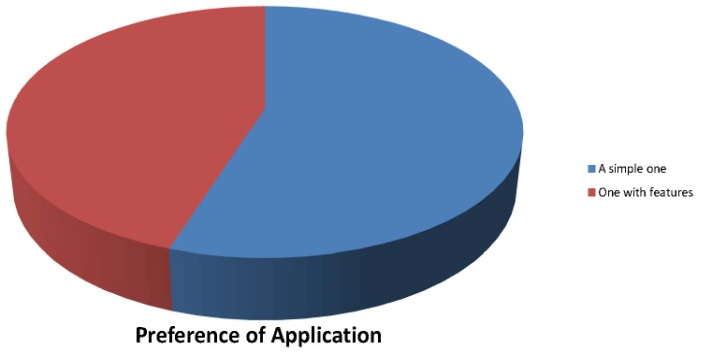 A simple one
One with features
Preference of Application